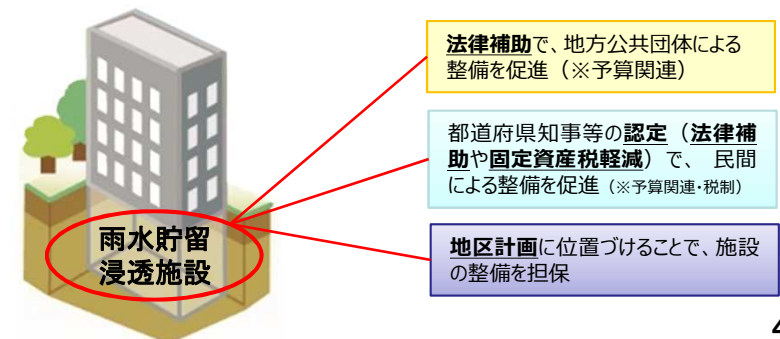 法律補助で、地方公共団体による
整備を促進（※予算関連）
都道府県知事等の認定（法律補
助や固定資産税軽減）で、 民間
による整備を促進（※予算関連・税制）
雨水貯留
浸透施設
地区計画に位置づけることで、施設
の整備を担保